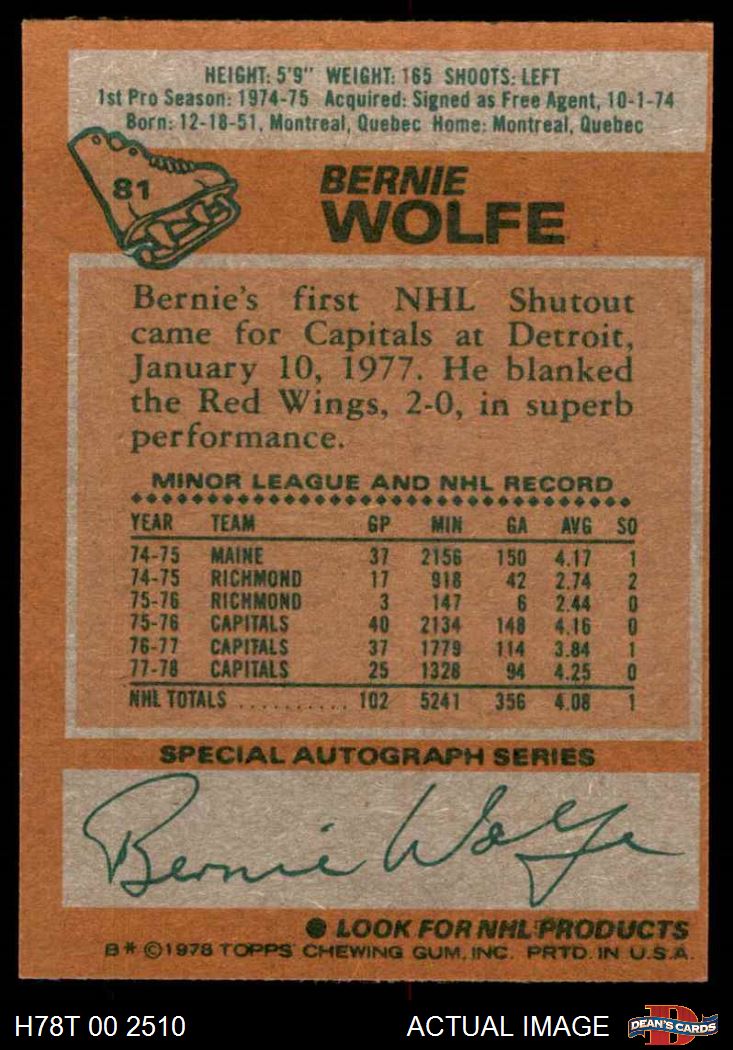 HEIGHT: 5'9" WEIGHT: 165 SHOOTS: LEFT
1st Pro Season: 1974-75 Acquired: Signed as Free Agent, 10-1-74
Born: 12-18-51, Montreal, Quebec Home: Montreal, Quebec
81
BERNIE
WOLFE
Bernie's first NHL Shutout
came for Capitals at Detroit,
January 10, 1977. He blanked
the Red Wings, 2-0, in superb
performance.
MINOR LEAGUE AND NHL RECORD
YEAR TEAM GP MIN GA AVG SO
74-75 MAINE 37 2156 150 4.17 1
74-75 RICHMOND 17 918 42 2.74 2
75-76 RICHMOND 3 147 6 2.44 0
75-76 CAPITALS 40 2134 148 4.16 0
76-77 CAPITALS 37 1779 114 3.84 1
77-78 CAPITALS 25 1328 94 4.25 0
NHL TOTALS .......... 102 5241 356 4.08 1
SPECIAL AUTOGRAPH SERIES
Bernie Wolfe
● LOOK FOR NHL PRODUCTS
B* ©1978 TOPPS CHEWING GUM, INC. PRTD. IN U.S.A.
H78T 00 2510 ACTUAL IMAGE DEAN'S CARDS